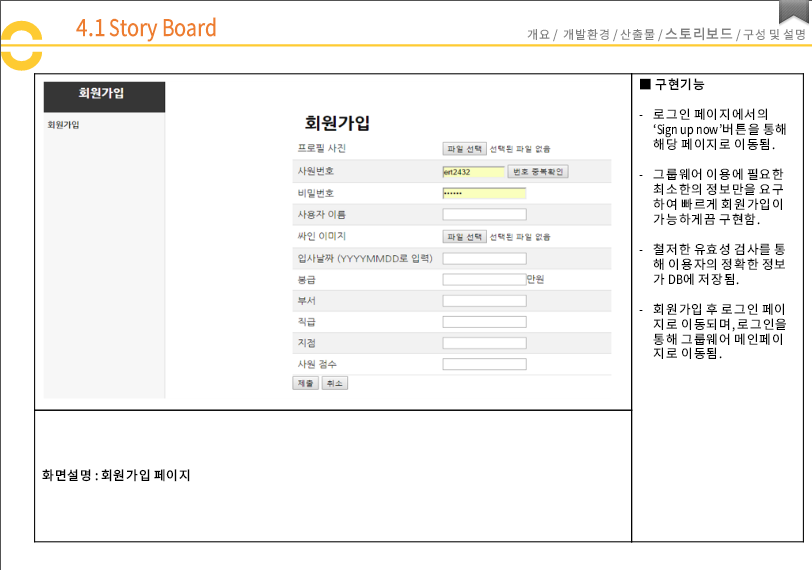 4.1 Story Board
개요 / 개발환경 / 산출물 / 스토리보드 / 구성 및 설명
회원가입
회원가입
회원가입
프로필 사진 파일 선택 선택된 파일 없음
사원번호 ert2432 번호 중복확인
비밀번호 ••••••
사용자 이름
싸인 이미지 파일 선택 선택된 파일 없음
입사날짜 (YYYYMMDD로 입력)
봉급 만원
부서
직급
지점
사원 점수
제출 취소
화면설명 : 회원가입 페이지
■ 구현기능
- 로그인 페이지에서의
‘Sign up now’버튼을 통해
해당 페이지로 이동됨.
- 그룹웨어 이용에 필요한
최소한의 정보만을 요구
하여 빠르게 회원가입이
가능하게끔 구현함.
- 철저한 유효성 검사를 통
해 이용자의 정확한 정보
가 DB에 저장됨.
- 회원가입 후 로그인 페이
지로 이동되며,로그인을
통해 그룹웨어 메인페이
지로 이동됨.